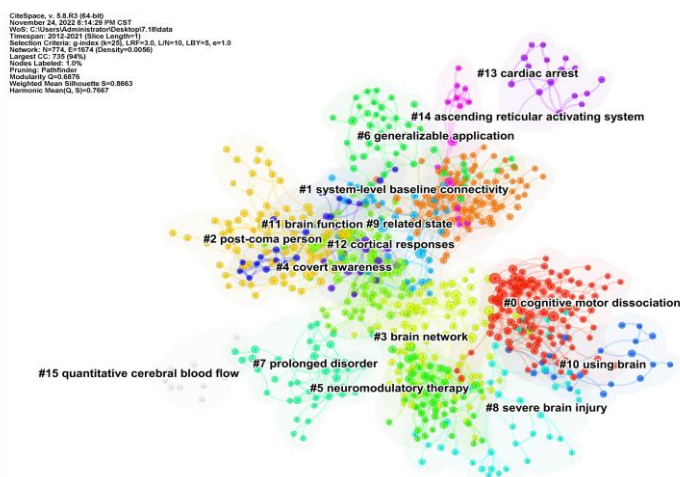 CiteSpace, v. 5.8.R3 (64-bit)
November 24, 2022 8:14:29 PM CST
WoS: C:\Users\Administrator\Desktop\7.18\data
Timespan: 2012-2021 (Slice Length=1)
Selection Criteria: g-index (k=25), LRF=3.0, L/N=10, LBY=5, e=1.0
Network: N=774, E=1674 (Density=0.0056)
Largest CC: 735 (94%)
Nodes Labeled: 1.0%
Pruning: Pathfinder
Modularity Q=0.6876
Weighted Mean Silhouette S=0.8663
Harmonic Mean(Q, S)=0.7667
#13 cardiac arrest
#14 ascending reticular activating system
#6 generalizable application
#1 system-level baseline connectivity
#11 brain function #9 related state
#2 post-coma person
#12 cortical responses
#4 covert awareness
#0 cognitive motor dissociation
#3 brain network
#7 prolonged disorder
#10 using brain
#15 quantitative cerebral blood flow
#5 neuromodulatory therapy
#8 severe brain injury